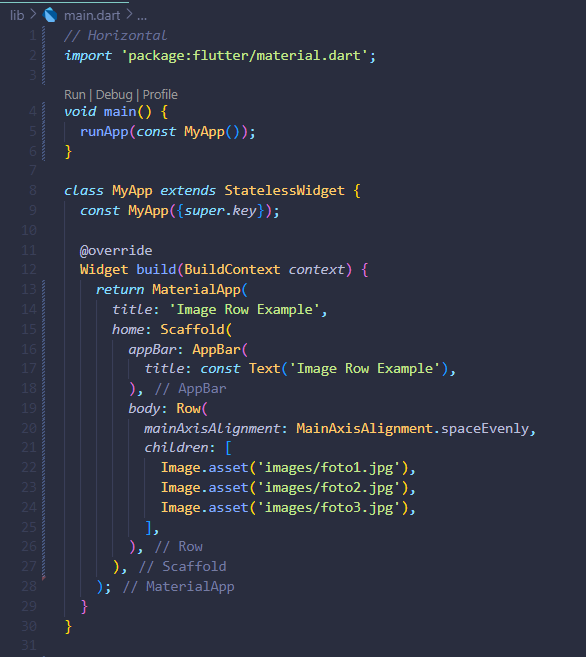 lib > main.dart > ...
1 // Horizontal
2 import 'package:flutter/material.dart';
3
Run | Debug | Profile
4 void main() {
5   runApp(const MyApp());
6 }
7
8 class MyApp extends StatelessWidget {
9   const MyApp({super.key});
10
11   @override
12   Widget build(BuildContext context) {
13     return MaterialApp(
14       title: 'Image Row Example',
15       home: Scaffold(
16         appBar: AppBar(
17           title: const Text('Image Row Example'),
18         ), // AppBar
19         body: Row(
20           mainAxisAlignment: MainAxisAlignment.spaceEvenly,
21           children: [
22             Image.asset('images/foto1.jpg'),
23             Image.asset('images/foto2.jpg'),
24             Image.asset('images/foto3.jpg'),
25           ],
26         ), // Row
27       ), // Scaffold
28     ); // MaterialApp
29   }
30 }
31